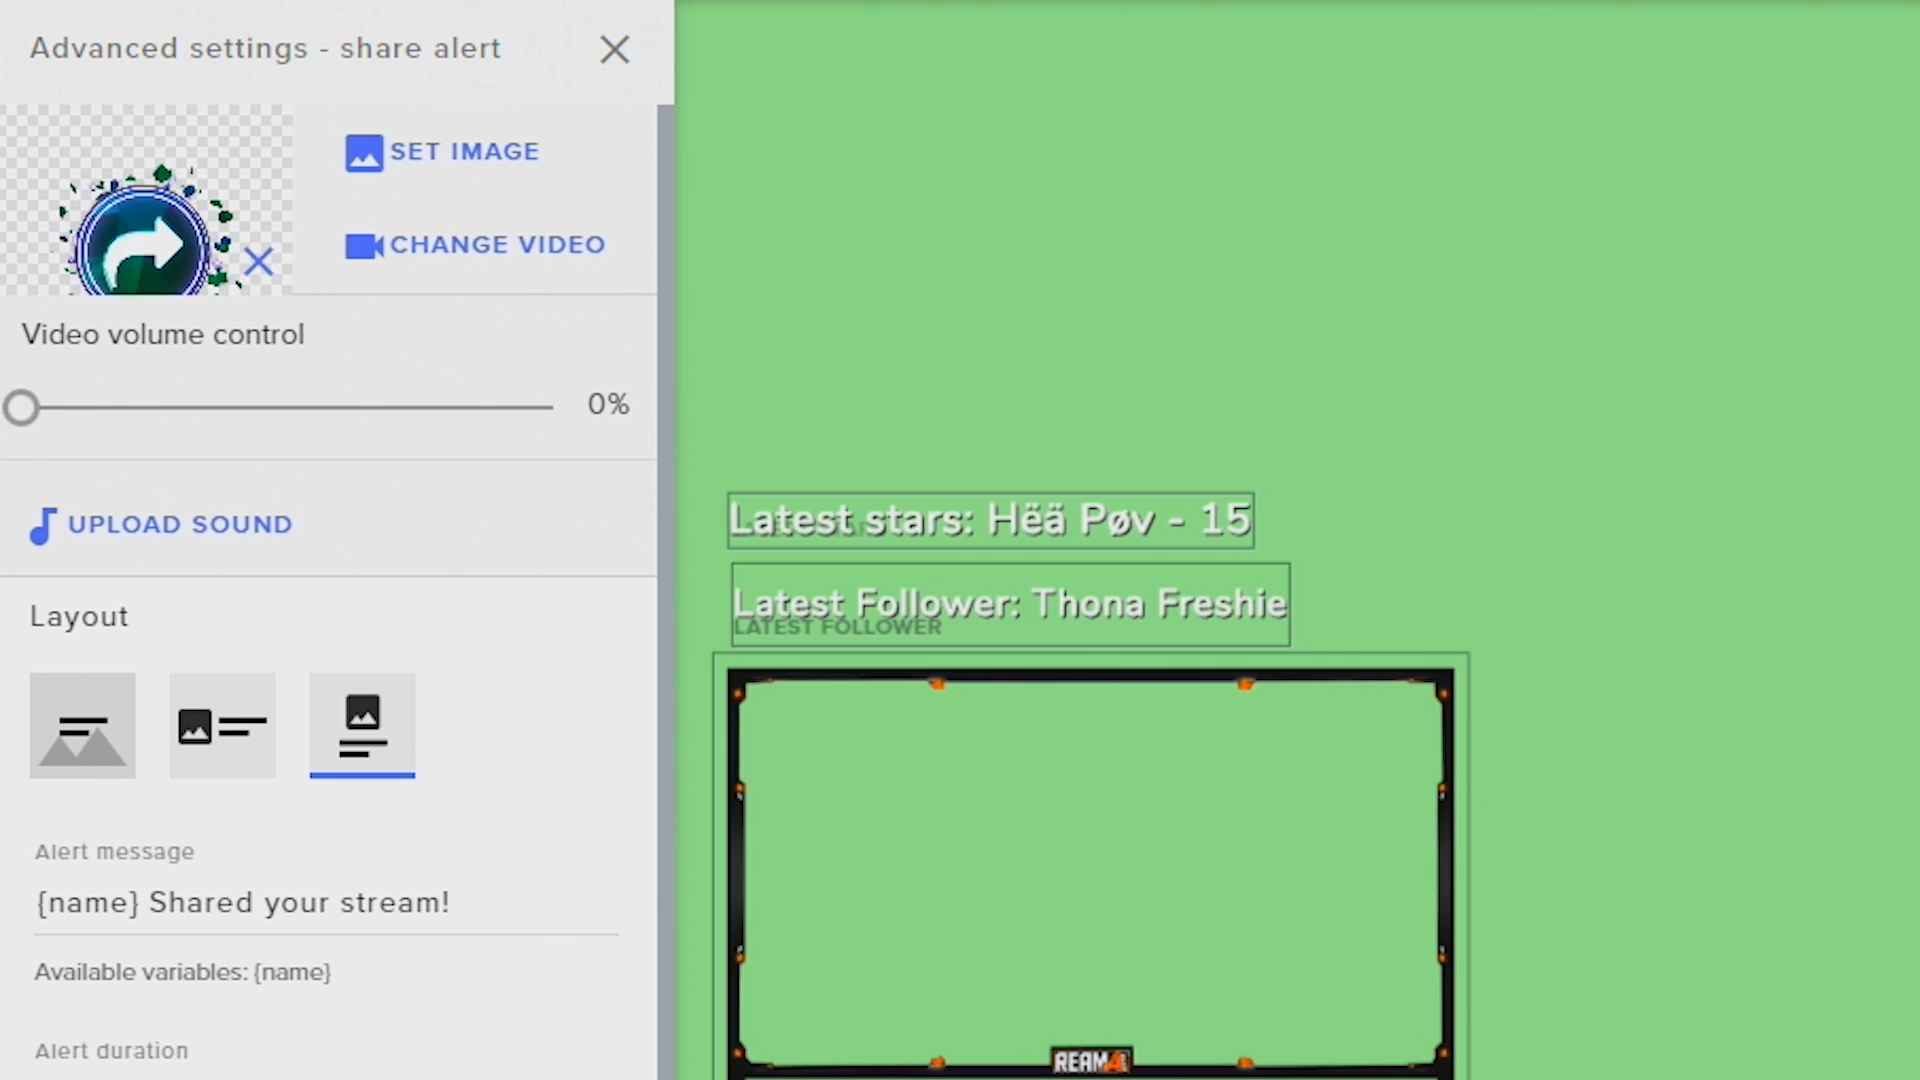 Advanced settings - share alert
SET IMAGE
CHANGE VIDEO
Video volume control
0%
UPLOAD SOUND
Layout
Alert message
{name} Shared your stream!
Available variables: {name}
Alert duration
Latest stars: Hëä Pøv - 15
Latest Follower: Thona Freshie
LATEST FOLLOWER